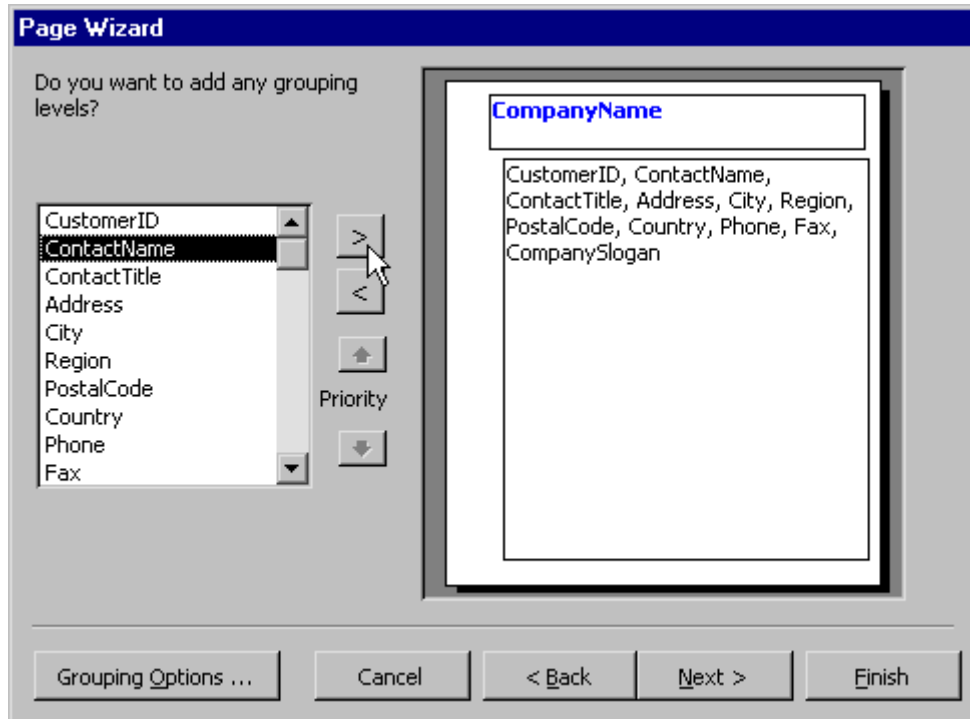 Page Wizard
Do you want to add any grouping
levels?
CustomerID
ContactName
ContactTitle
Address
City
Region
PostalCode
Country
Phone
Fax
>
<
Priority
CompanyName
CustomerID, ContactName,
ContactTitle, Address, City, Region,
PostalCode, Country, Phone, Fax,
CompanySlogan
Grouping Options ...
Cancel
< Back
Next >
Finish